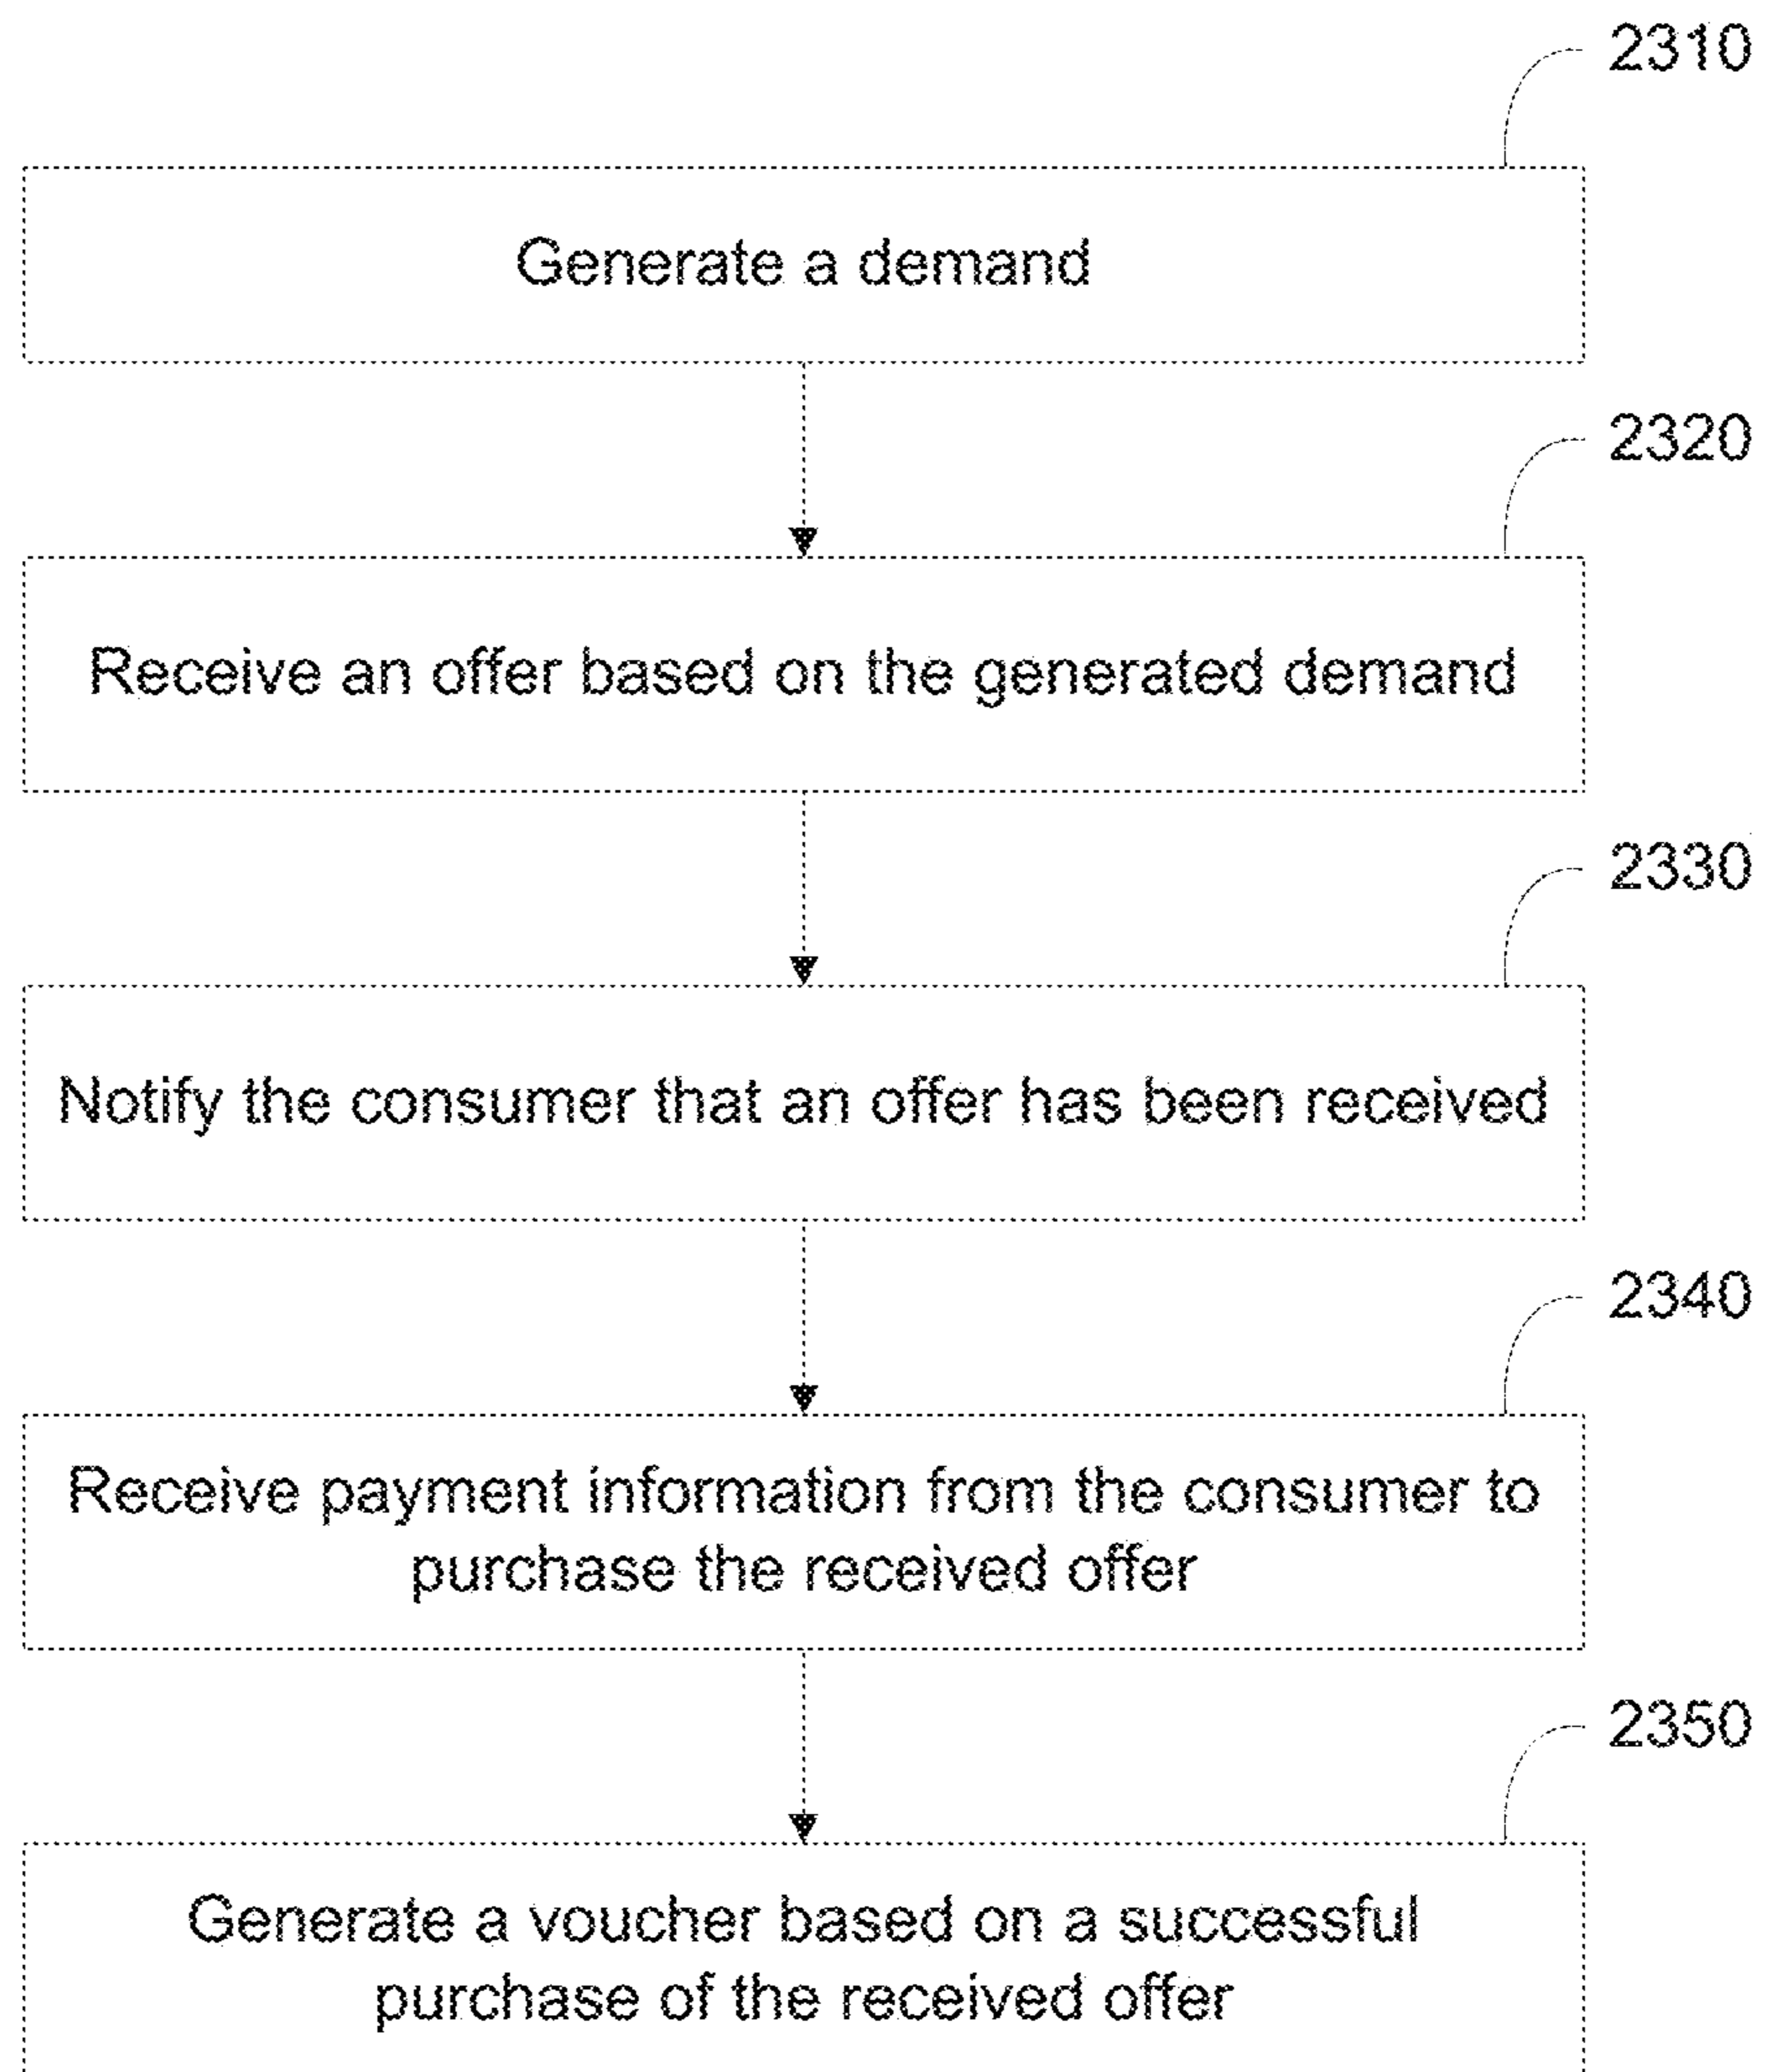 2310
Generate a demand
2320
Receive an offer based on the generated demand
2330
Notify the consumer that an offer has been received
2340
Receive payment information from the consumer to
purchase the received offer
2350
Generate a voucher based on a successful
purchase of the received offer